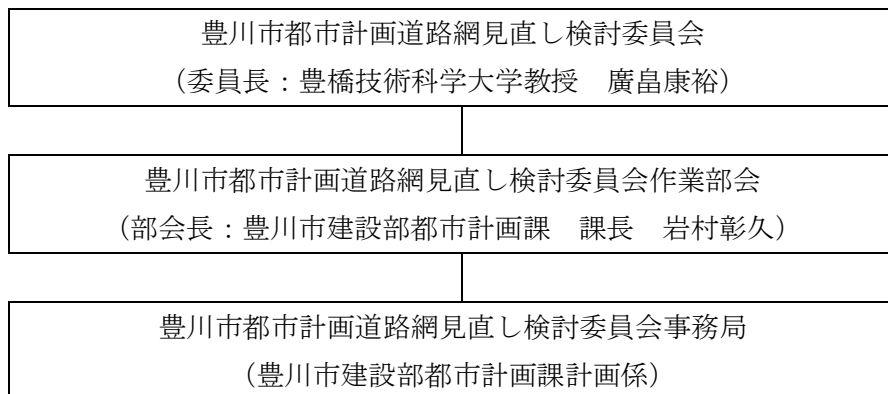 豊川市都市計画道路網見直し検討委員会
（委員長：豊橋技術科学大学教授　廣畠康裕）
豊川市都市計画道路網見直し検討委員会作業部会
（部会長：豊川市建設部都市計画課　課長　岩村彰久）
豊川市都市計画道路網見直し検討委員会事務局
（豊川市建設部都市計画課計画係）